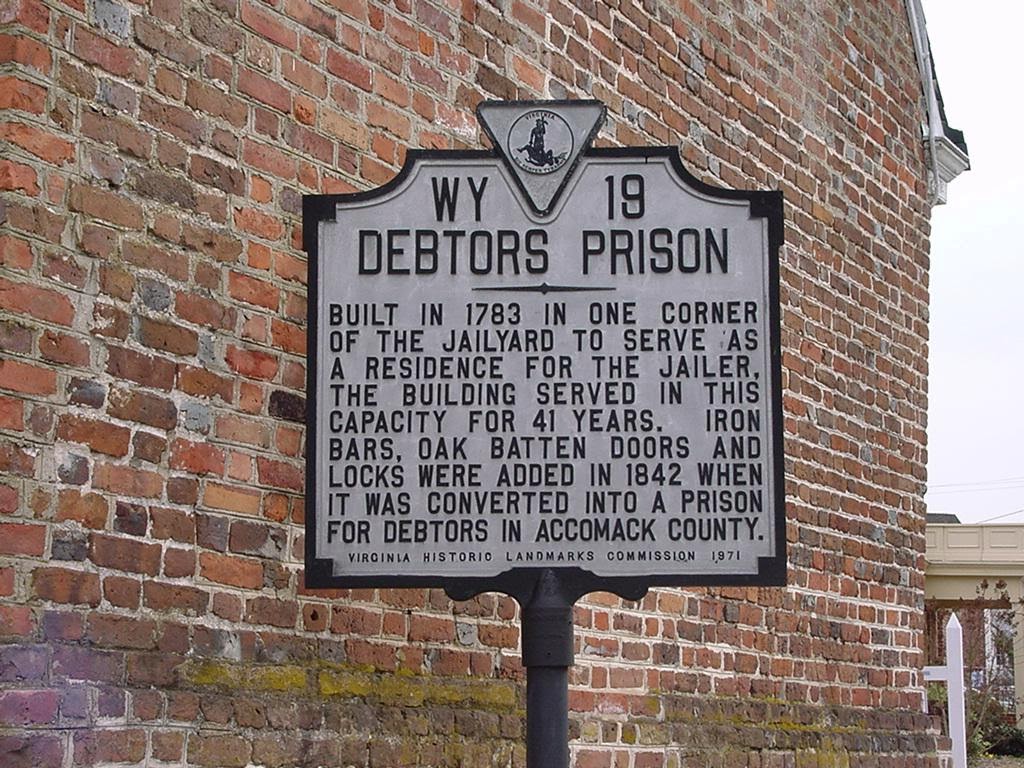 VIRGINIA
WY 19
DEBTORS PRISON
BUILT IN 1783 IN ONE CORNER
OF THE JAILYARD TO SERVE AS
A RESIDENCE FOR THE JAILER,
THE BUILDING SERVED IN THIS
CAPACITY FOR 41 YEARS. IRON
BARS, OAK BATTEN DOORS AND
LOCKS WERE ADDED IN 1842 WHEN
IT WAS CONVERTED INTO A PRISON
FOR DEBTORS IN ACCOMACK COUNTY.
VIRGINIA HISTORIC LANDMARKS COMMISSION 1971